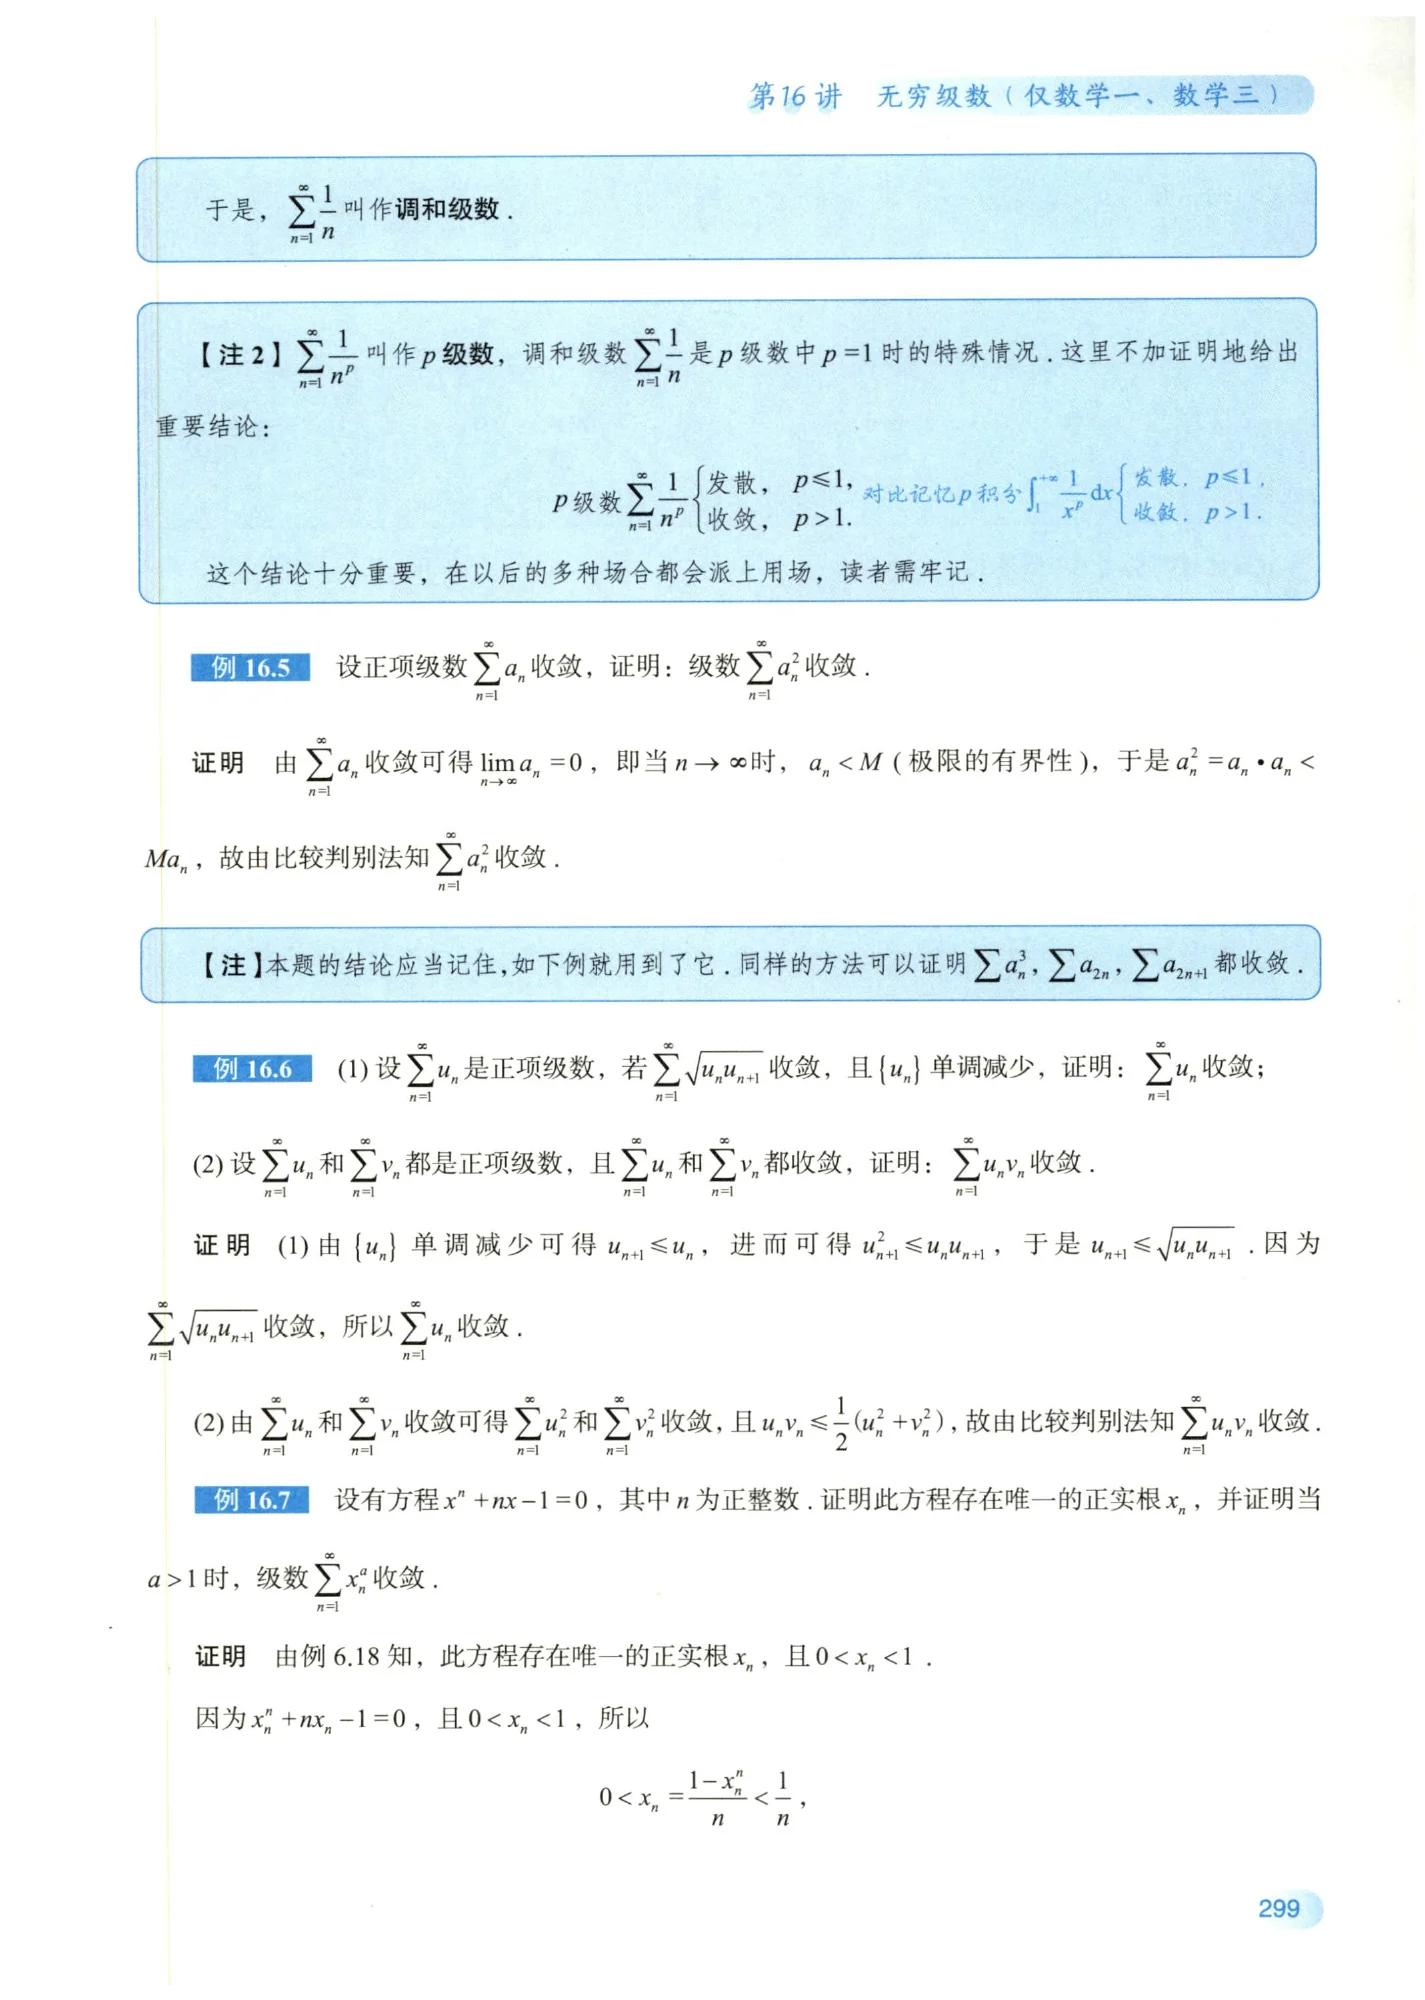 第16讲 无穷级数（仅数学一、数学三）
于是，$\sum_{n=1}^{\infty}\frac{1}{n}$叫作调和级数．
【注2】$\sum_{n=1}^{\infty}\frac{1}{n^p}$叫作p级数，调和级数$\sum_{n=1}^{\infty}\frac{1}{n}$是p级数中p=1时的特殊情况．这里不加证明地给出
重要结论：
p级数$\sum_{n=1}^{\infty}\frac{1}{n^p}\begin{cases}发散，& p\leqslant 1,\\ 收敛，& p>1.\end{cases}$ 对比记忆p积分$\int_{1}^{+\infty}\frac{1}{x^p}\mathrm{d}x\begin{cases}发散，& p\leqslant 1,\\ 收敛，& p>1.\end{cases}$
这个结论十分重要，在以后的多种场合都会派上用场，读者需牢记．
例16.5 设正项级数$\sum_{n=1}^{\infty}a_n$收敛，证明：级数$\sum_{n=1}^{\infty}a_n^2$收敛．
证明 由$\sum_{n=1}^{\infty}a_n$收敛可得$\lim_{n\to\infty}a_n=0$，即当$n\to\infty$时，$a_n<M$（极限的有界性），于是$a_n^2=a_n\cdot a_n<$
$Ma_n$，故由比较判别法知$\sum_{n=1}^{\infty}a_n^2$收敛．
【注】本题的结论应当记住，如下例就用到了它．同样的方法可以证明$\sum a_n^3$，$\sum a_{2n}$，$\sum a_{2n+1}$都收敛．
例16.6 (1)设$\sum_{n=1}^{\infty}u_n$是正项级数，若$\sum_{n=1}^{\infty}\sqrt{u_nu_{n+1}}$收敛，且$\{u_n\}$单调减少，证明：$\sum_{n=1}^{\infty}u_n$收敛；
(2)设$\sum_{n=1}^{\infty}u_n$和$\sum_{n=1}^{\infty}v_n$都是正项级数，且$\sum_{n=1}^{\infty}u_n$和$\sum_{n=1}^{\infty}v_n$都收敛，证明：$\sum_{n=1}^{\infty}u_nv_n$收敛．
证明 (1)由$\{u_n\}$单调减少可得$u_{n+1}\leqslant u_n$，进而可得$u_{n+1}^2\leqslant u_nu_{n+1}$，于是$u_{n+1}\leqslant\sqrt{u_nu_{n+1}}$．因为
$\sum_{n=1}^{\infty}\sqrt{u_nu_{n+1}}$收敛，所以$\sum_{n=1}^{\infty}u_n$收敛．
(2)由$\sum_{n=1}^{\infty}u_n$和$\sum_{n=1}^{\infty}v_n$收敛可得$\sum_{n=1}^{\infty}u_n^2$和$\sum_{n=1}^{\infty}v_n^2$收敛，且$u_nv_n\leqslant\frac{1}{2}(u_n^2+v_n^2)$，故由比较判别法知$\sum_{n=1}^{\infty}u_nv_n$收敛．
例16.7 设有方程$x^n+nx-1=0$，其中n为正整数．证明此方程存在唯一的正实根$x_n$，并证明当
$a>1$时，级数$\sum_{n=1}^{\infty}x_n^a$收敛．
证明 由例6.18知，此方程存在唯一的正实根$x_n$，且$0<x_n<1$．
因为$x_n^n+nx_n-1=0$，且$0<x_n<1$，所以
$0<x_n=\frac{1-x_n^n}{n}<\frac{1}{n}$，
299